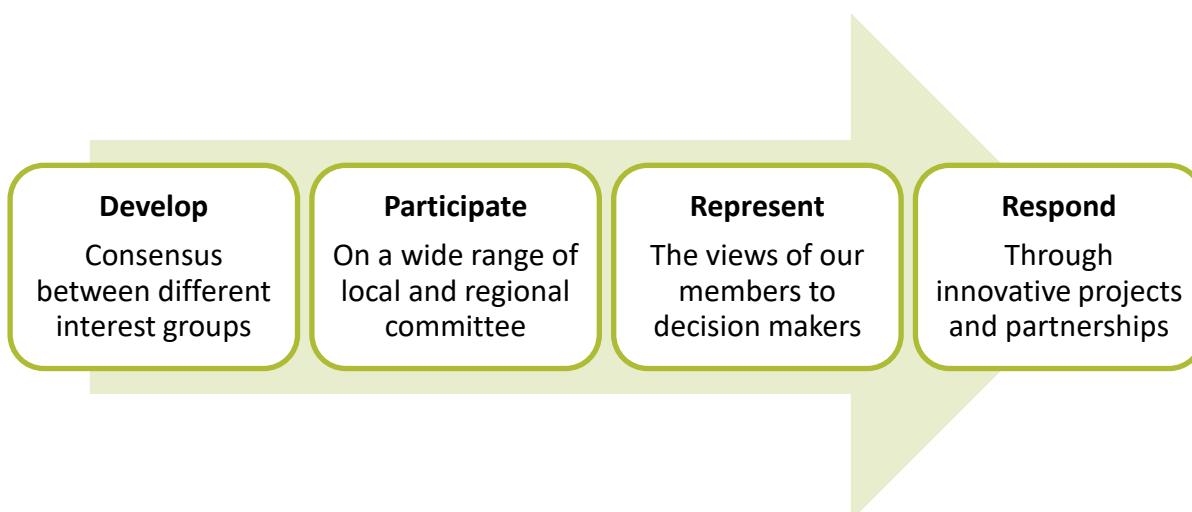 Develop
Consensus
between different
interest groups
Participate
On a wide range of
local and regional
committee
Represent
The views of our
members to
decision makers
Respond
Through
innovative projects
and partnerships